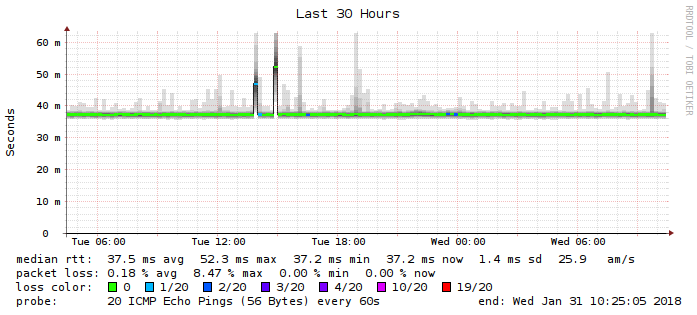 Last 30 Hours
RRDTOOL / TOBI OETIKER
Seconds
60 m
50 m
40 m
30 m
20 m
10 m
0
Tue 06:00 Tue 12:00 Tue 18:00 Wed 00:00 Wed 06:00
median rtt: 37.5 ms avg 52.3 ms max 37.2 ms min 37.2 ms now 1.4 ms sd 25.9 am/s
packet loss: 0.18 % avg 8.47 % max 0.00 % min 0.00 % now
loss color: 0 1/20 2/20 3/20 4/20 10/20 19/20
probe: 20 ICMP Echo Pings (56 Bytes) every 60s end: Wed Jan 31 10:25:05 2018